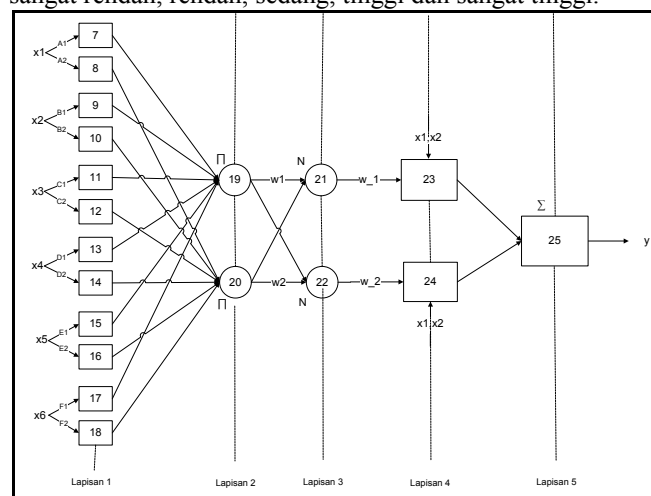 sangat rendah, rendah, sedang, tinggi dan sangat tinggi.
x1 A1 7
A2 8
x2 B1 9
B2 10
x3 C1 11
C2 12
x4 D1 13
D2 14
x5 E1 15
E2 16
x6 F1 17
F2 18
∏ 19 w1
∏ 20 w2
N 21 w_1
N 22 w_2
x1,x2
23
24
x1,x2
∑
25
y
Lapisan 1 Lapisan 2 Lapisan 3 Lapisan 4 Lapisan 5